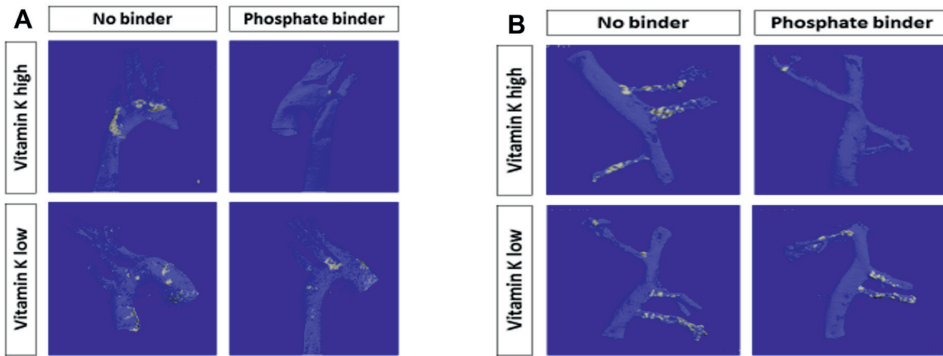 A
No binder
Phosphate binder
Vitamin K high
Vitamin K low
B
No binder
Phosphate binder
Vitamin K high
Vitamin K low